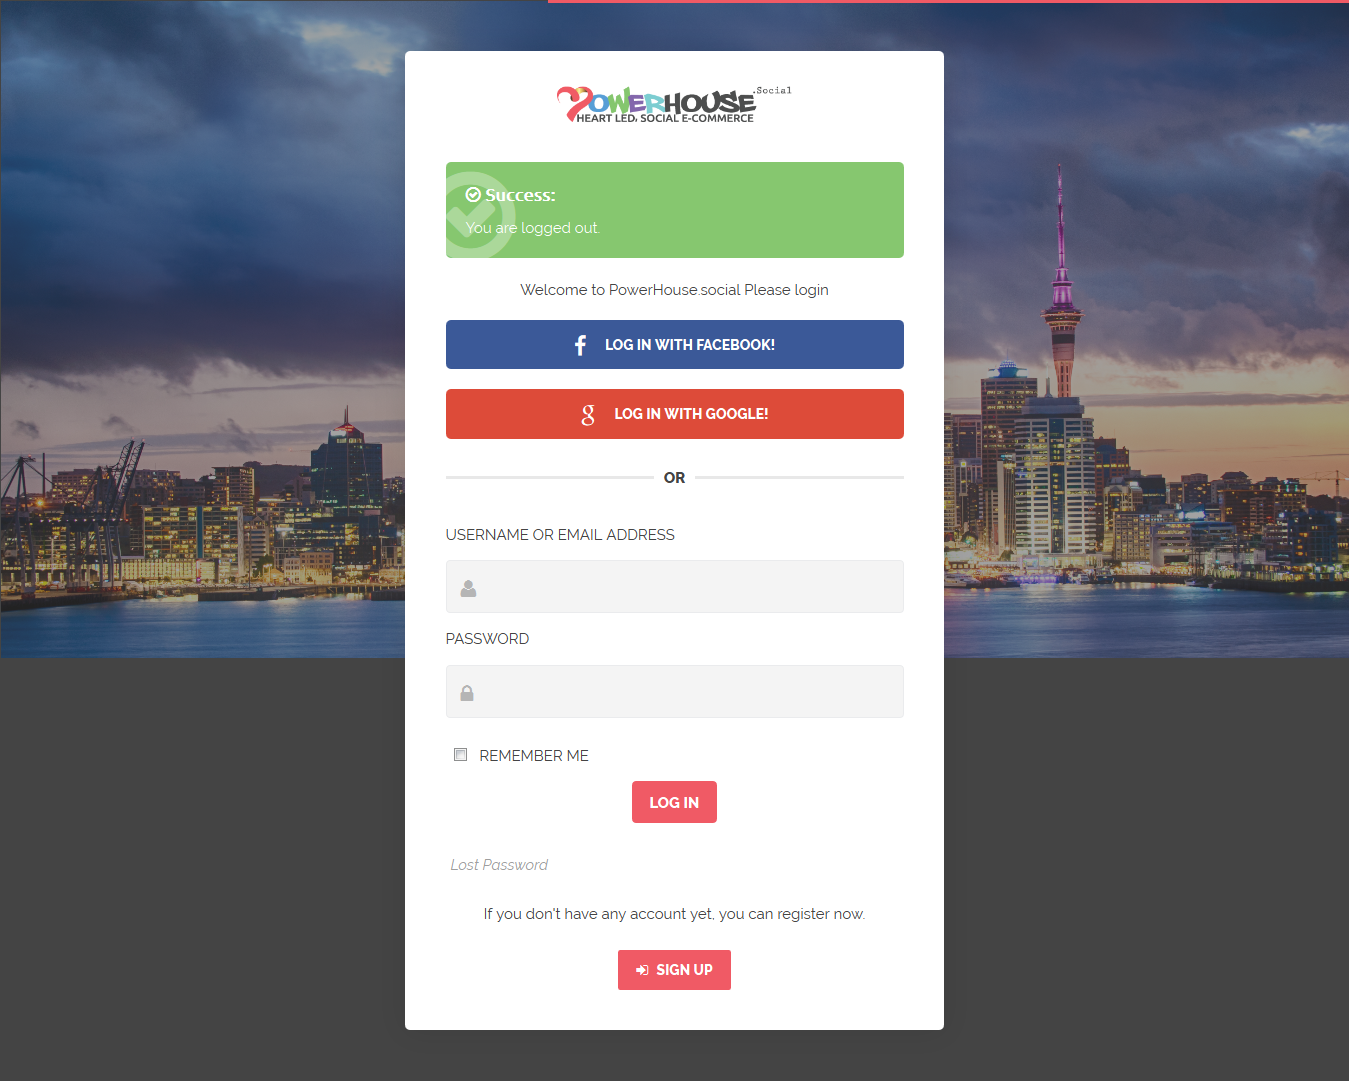 POWERHOUSE .Social
HEART LED, SOCIAL E-COMMERCE
Success:
You are logged out.
Welcome to PowerHouse.social Please login
LOG IN WITH FACEBOOK!
LOG IN WITH GOOGLE!
OR
USERNAME OR EMAIL ADDRESS
PASSWORD
REMEMBER ME
LOG IN
Lost Password
If you don't have any account yet, you can register now.
SIGN UP